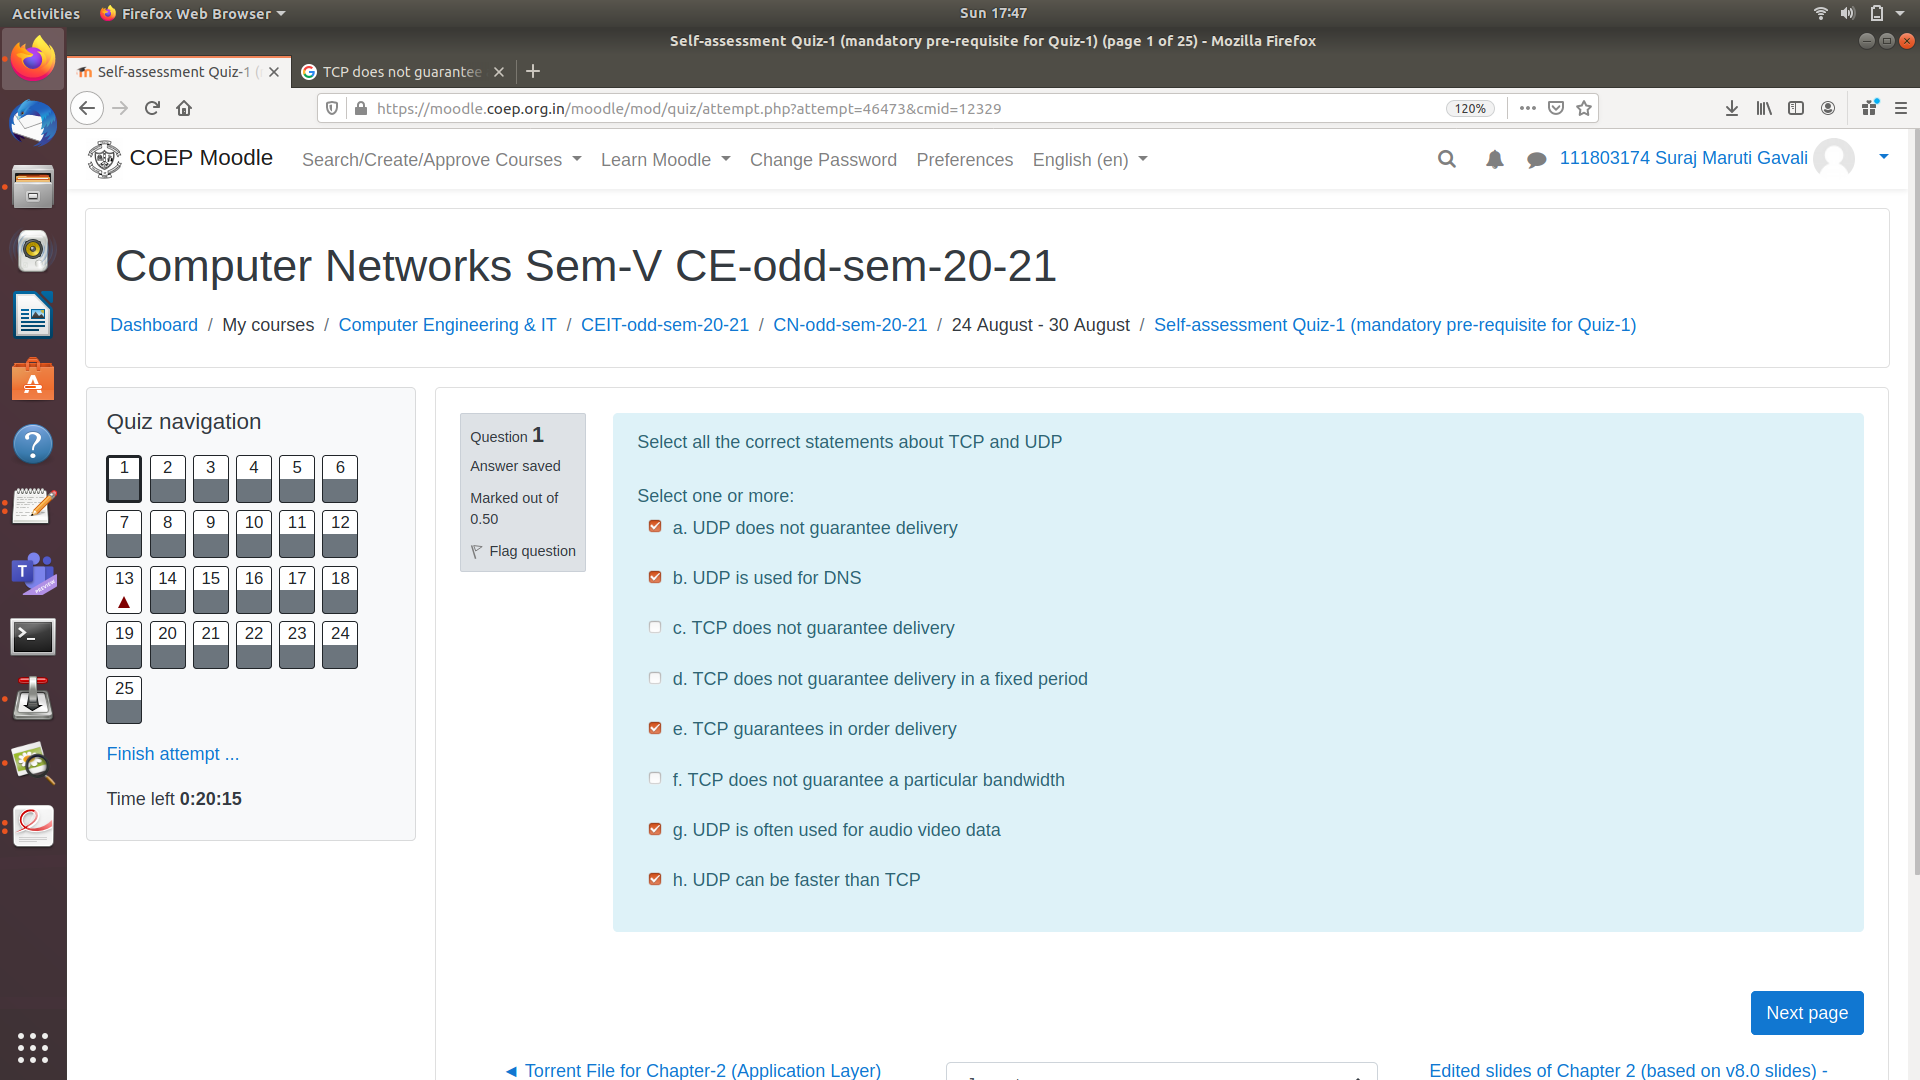 Activities
Firefox Web Browser
Sun 17:47
Self-assessment Quiz-1 (mandatory pre-requisite for Quiz-1) (page 1 of 25) - Mozilla Firefox
Self-assessment Quiz-1 (
TCP does not guarantee
https://moodle.coep.org.in/moodle/mod/quiz/attempt.php?attempt=46473&cmid=12329
120%
COEP Moodle
Search/Create/Approve Courses
Learn Moodle
Change Password
Preferences
English (en)
111803174 Suraj Maruti Gavali
Computer Networks Sem-V CE-odd-sem-20-21
Dashboard / My courses / Computer Engineering & IT / CEIT-odd-sem-20-21 / CN-odd-sem-20-21 / 24 August - 30 August / Self-assessment Quiz-1 (mandatory pre-requisite for Quiz-1)
Quiz navigation
1 2 3 4 5 6
7 8 9 10 11 12
13 14 15 16 17 18
19 20 21 22 23 24
25
Finish attempt ...
Time left 0:20:15
Question 1
Answer saved
Marked out of
0.50
Flag question
Select all the correct statements about TCP and UDP
Select one or more:
a. UDP does not guarantee delivery
b. UDP is used for DNS
c. TCP does not guarantee delivery
d. TCP does not guarantee delivery in a fixed period
e. TCP guarantees in order delivery
f. TCP does not guarantee a particular bandwidth
g. UDP is often used for audio video data
h. UDP can be faster than TCP
Next page
◄ Torrent File for Chapter-2 (Application Layer)
Edited slides of Chapter 2 (based on v8.0 slides) -